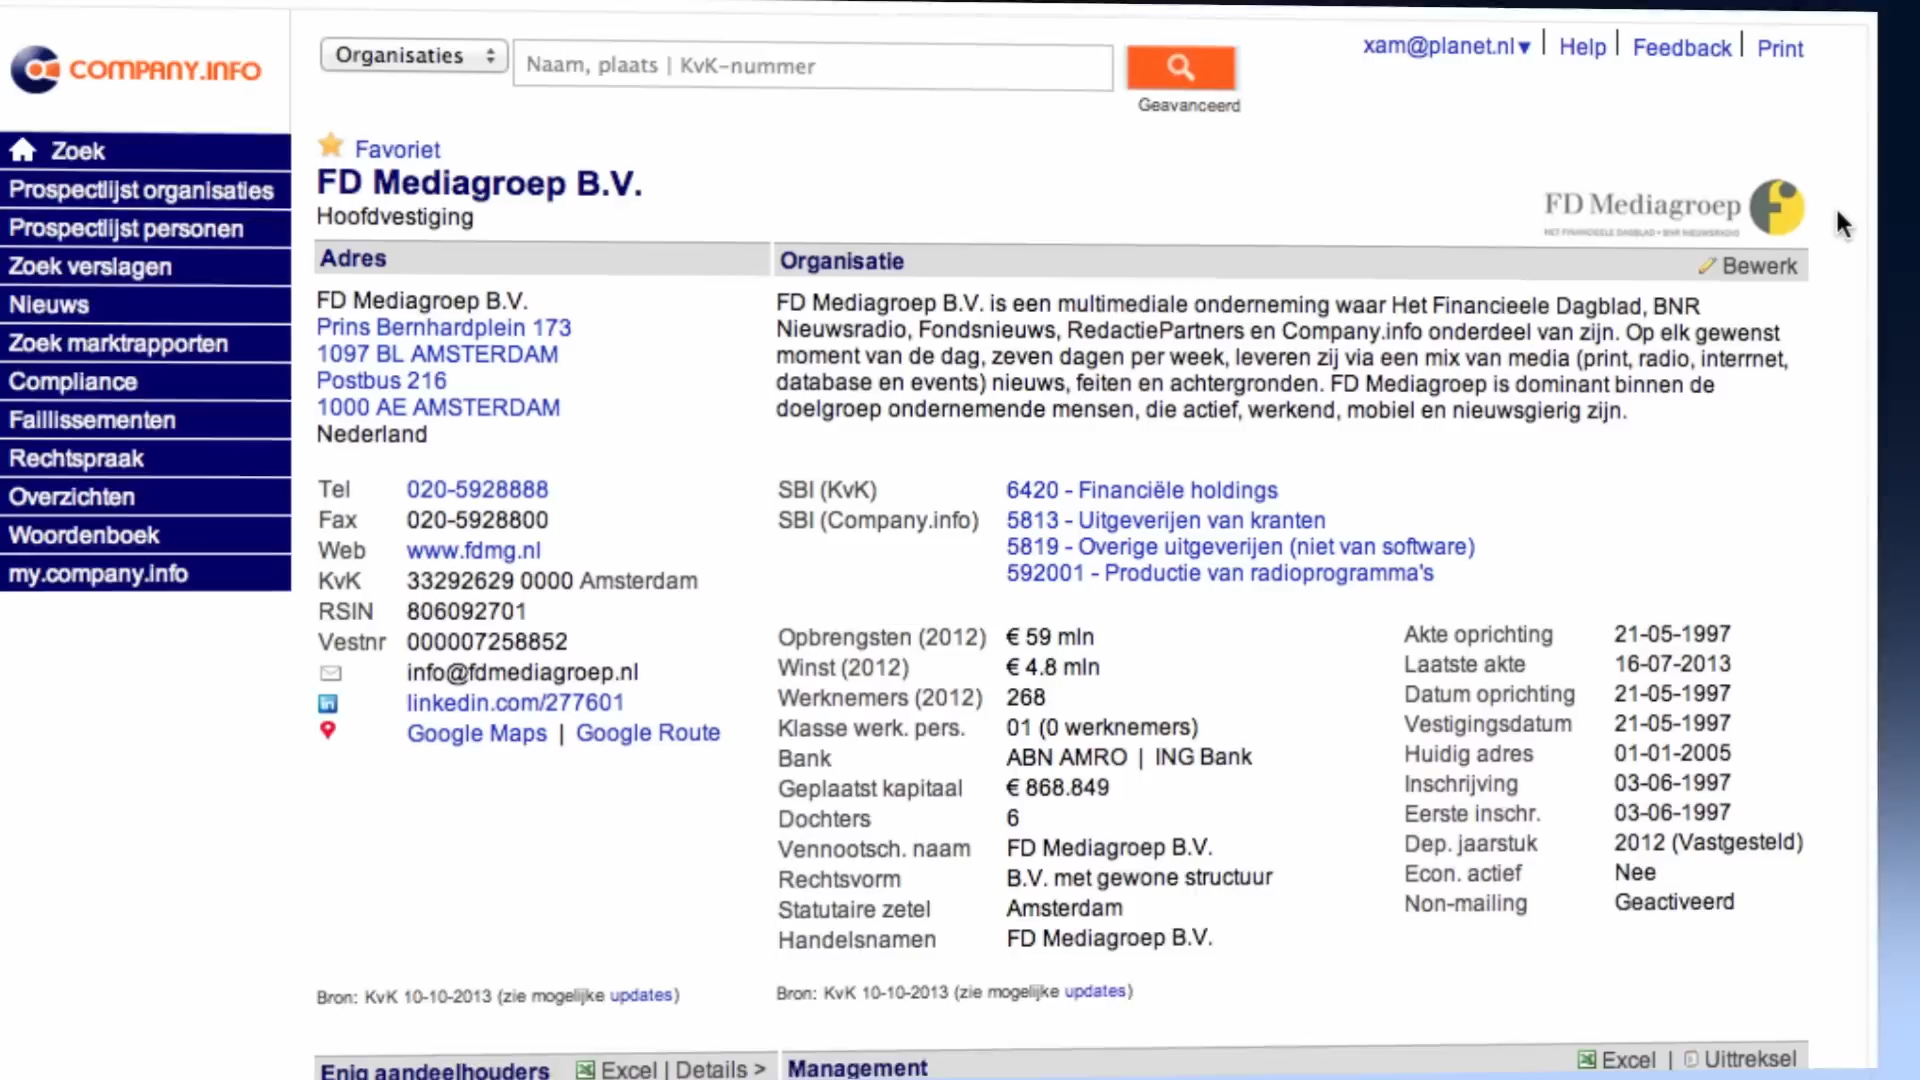 COMPANY.INFO
Organisaties
Naam, plaats | KvK-nummer
Geavanceerd
xam@planet.nl▾ | Help | Feedback | Print
Zoek
Prospectlijst organisaties
Prospectlijst personen
Zoek verslagen
Nieuws
Zoek marktrapporten
Compliance
Faillissementen
Rechtspraak
Overzichten
Woordenboek
my.company.info
Favoriet
FD Mediagroep B.V.
Hoofdvestiging
FD Mediagroep
HET FINANCIEELE DAGBLAD • BNR NIEUWSRADIO
Adres
FD Mediagroep B.V.
Prins Bernhardplein 173
1097 BL AMSTERDAM
Postbus 216
1000 AE AMSTERDAM
Nederland
Tel 020-5928888
Fax 020-5928800
Web www.fdmg.nl
KvK 33292629 0000 Amsterdam
RSIN 806092701
Vestnr 000007258852
info@fdmediagroep.nl
in linkedin.com/277601
Google Maps | Google Route
Bron: KvK 10-10-2013 (zie mogelijke updates)
Organisatie
Bewerk
FD Mediagroep B.V. is een multimediale onderneming waar Het Financieele Dagblad, BNR
Nieuwsradio, Fondsnieuws, RedactiePartners en Company.info onderdeel van zijn. Op elk gewenst
moment van de dag, zeven dagen per week, leveren zij via een mix van media (print, radio, internet,
database en events) nieuws, feiten en achtergronden. FD Mediagroep is dominant binnen de
doelgroep ondernemende mensen, die actief, werkend, mobiel en nieuwsgierig zijn.
SBI (KvK) 6420 - Financiële holdings
SBI (Company.info) 5813 - Uitgeverijen van kranten
5819 - Overige uitgeverijen (niet van software)
592001 - Productie van radioprogramma's
Opbrengsten (2012) € 59 mln
Winst (2012) € 4.8 mln
Werknemers (2012) 268
Klasse werk. pers. 01 (0 werknemers)
Bank ABN AMRO | ING Bank
Geplaatst kapitaal € 868.849
Dochters 6
Vennootsch. naam FD Mediagroep B.V.
Rechtsvorm B.V. met gewone structuur
Statutaire zetel Amsterdam
Handelsnamen FD Mediagroep B.V.
Akte oprichting 21-05-1997
Laatste akte 16-07-2013
Datum oprichting 21-05-1997
Vestigingsdatum 21-05-1997
Huidig adres 01-01-2005
Inschrijving 03-06-1997
Eerste inschr. 03-06-1997
Dep. jaarstuk 2012 (Vastgesteld)
Econ. actief Nee
Non-mailing Geactiveerd
Bron: KvK 10-10-2013 (zie mogelijke updates)
Enig aandeelhouders Excel | Details >
Management Excel | Uittreksel